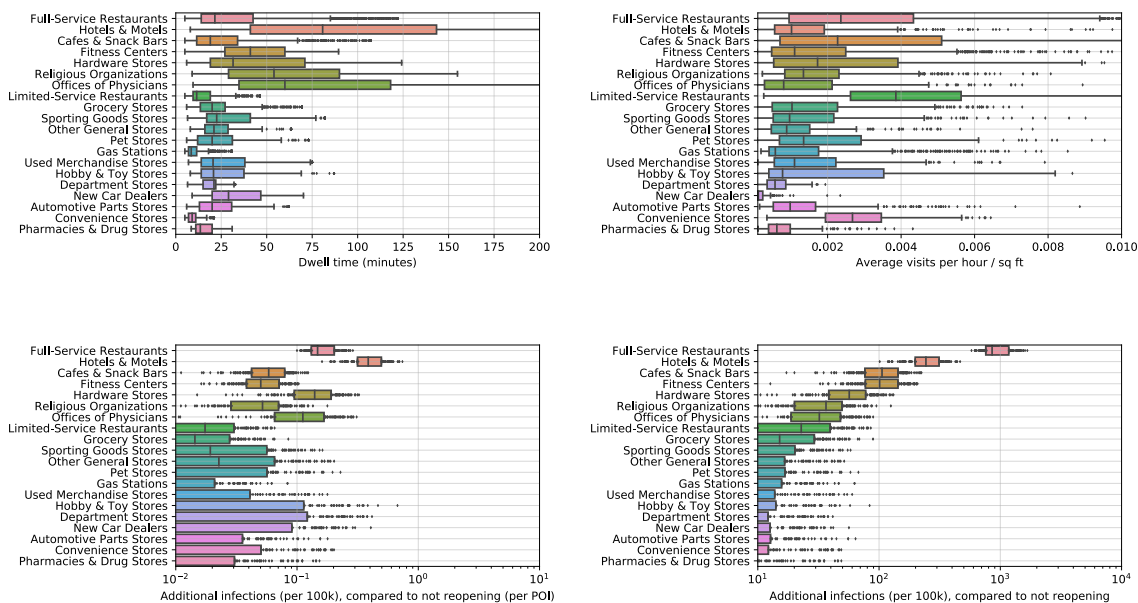 Full-Service Restaurants
Hotels & Motels
Cafes & Snack Bars
Fitness Centers
Hardware Stores
Religious Organizations
Offices of Physicians
Limited-Service Restaurants
Grocery Stores
Sporting Goods Stores
Other General Stores
Pet Stores
Gas Stations
Used Merchandise Stores
Hobby & Toy Stores
Department Stores
New Car Dealers
Automotive Parts Stores
Convenience Stores
Pharmacies & Drug Stores
0 25 50 75 100 125 150 175 200
Dwell time (minutes)
Full-Service Restaurants
Hotels & Motels
Cafes & Snack Bars
Fitness Centers
Hardware Stores
Religious Organizations
Offices of Physicians
Limited-Service Restaurants
Grocery Stores
Sporting Goods Stores
Other General Stores
Pet Stores
Gas Stations
Used Merchandise Stores
Hobby & Toy Stores
Department Stores
New Car Dealers
Automotive Parts Stores
Convenience Stores
Pharmacies & Drug Stores
0.002 0.004 0.006 0.008 0.010
Average visits per hour / sq ft
Full-Service Restaurants
Hotels & Motels
Cafes & Snack Bars
Fitness Centers
Hardware Stores
Religious Organizations
Offices of Physicians
Limited-Service Restaurants
Grocery Stores
Sporting Goods Stores
Other General Stores
Pet Stores
Gas Stations
Used Merchandise Stores
Hobby & Toy Stores
Department Stores
New Car Dealers
Automotive Parts Stores
Convenience Stores
Pharmacies & Drug Stores
10⁻² 10⁻¹ 10⁰ 10¹
Additional infections (per 100k), compared to not reopening (per POI)
Full-Service Restaurants
Hotels & Motels
Cafes & Snack Bars
Fitness Centers
Hardware Stores
Religious Organizations
Offices of Physicians
Limited-Service Restaurants
Grocery Stores
Sporting Goods Stores
Other General Stores
Pet Stores
Gas Stations
Used Merchandise Stores
Hobby & Toy Stores
Department Stores
New Car Dealers
Automotive Parts Stores
Convenience Stores
Pharmacies & Drug Stores
10¹ 10² 10³ 10⁴
Additional infections (per 100k), compared to not reopening